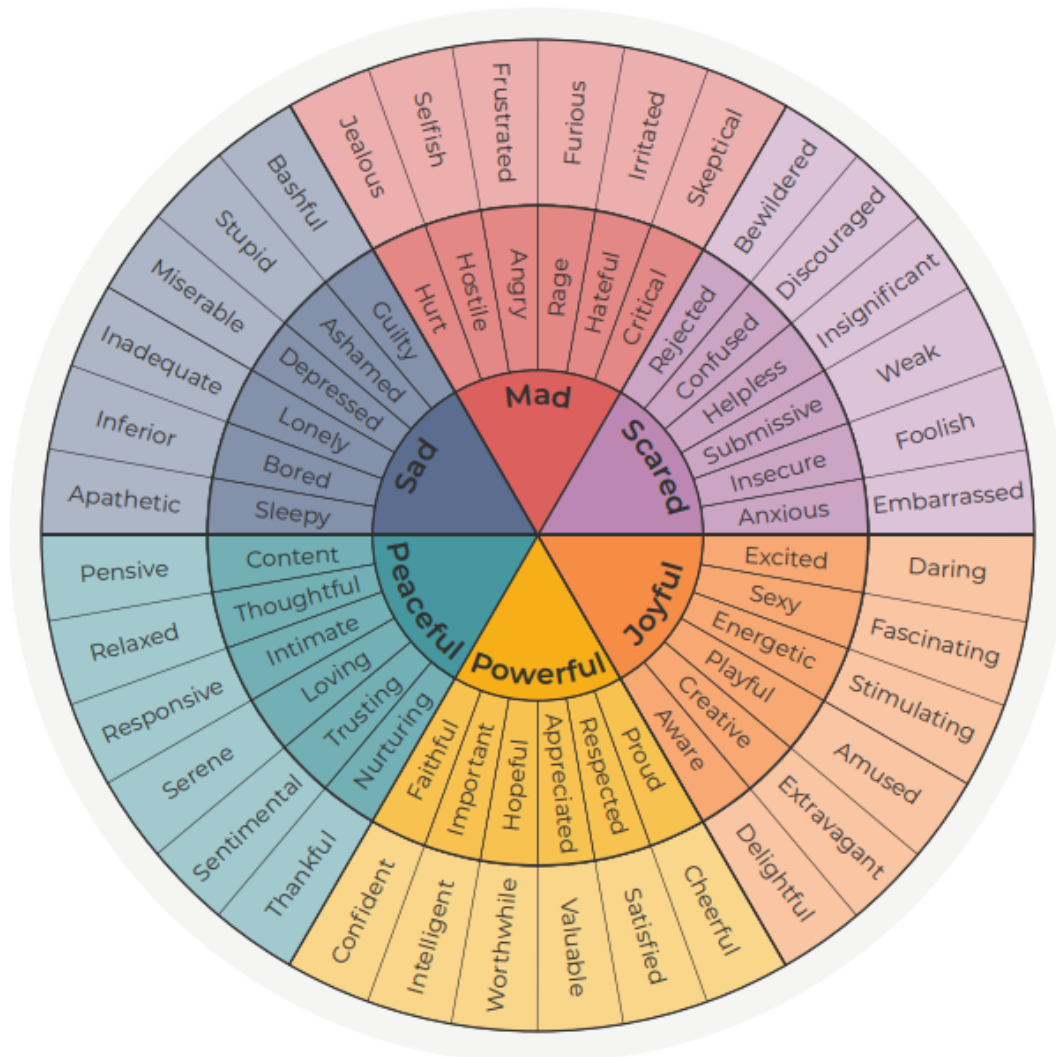 Mad
Hurt
Hostile
Angry
Rage
Hateful
Critical
Jealous
Selfish
Frustrated
Furious
Irritated
Skeptical
Scared
Rejected
Confused
Helpless
Submissive
Insecure
Anxious
Bewildered
Discouraged
Insignificant
Weak
Foolish
Embarrassed
Joyful
Excited
Sexy
Energetic
Playful
Creative
Aware
Daring
Fascinating
Stimulating
Amused
Extravagant
Delightful
Powerful
Proud
Respected
Appreciated
Hopeful
Important
Faithful
Cheerful
Satisfied
Valuable
Worthwhile
Intelligent
Confident
Peaceful
Nurturing
Trusting
Loving
Intimate
Thoughtful
Content
Thankful
Sentimental
Serene
Responsive
Relaxed
Pensive
Sad
Sleepy
Bored
Lonely
Depressed
Ashamed
Guilty
Apathetic
Inferior
Inadequate
Miserable
Stupid
Bashful